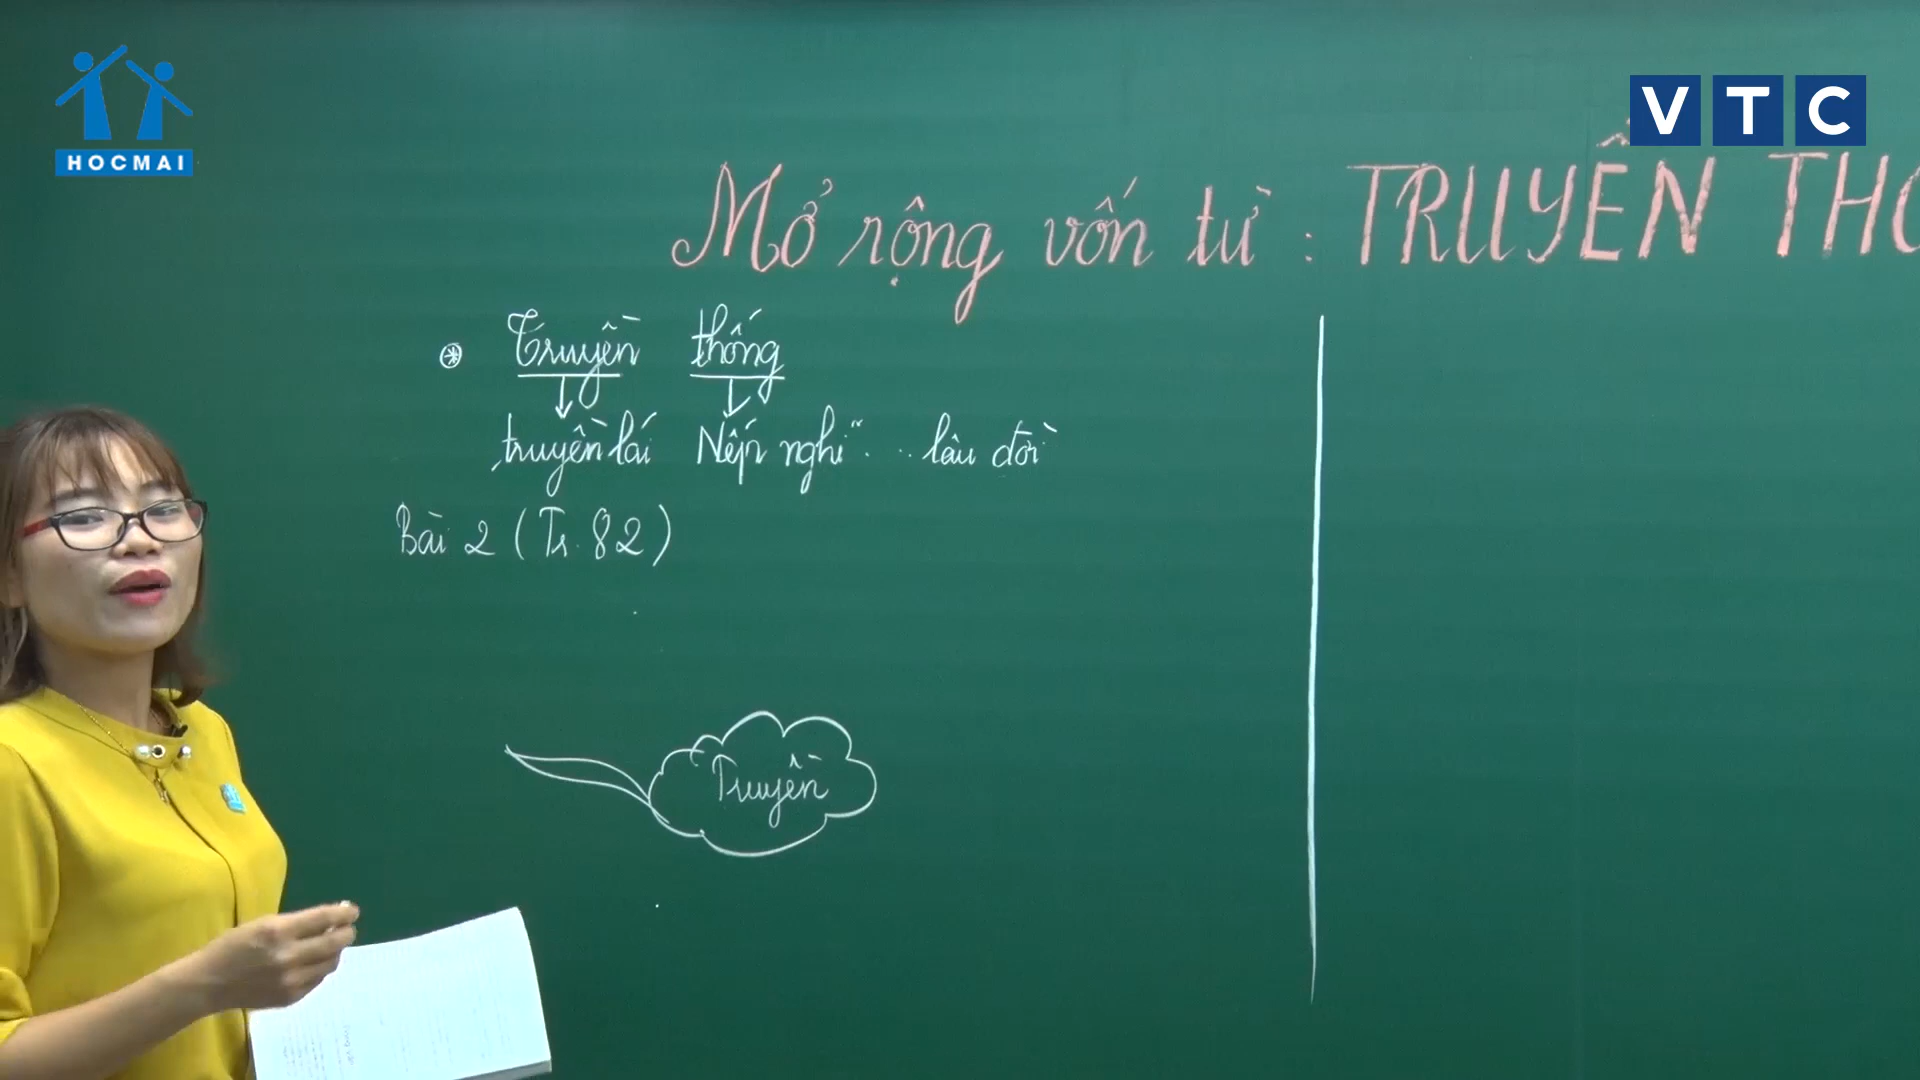 HOCMAI
VTC
Mở rộng vốn từ : TRUYỀN THỐ
Truyền thống
truyền lại Nếp nghĩ ... lâu đời
Bài 2 (Tr. 82)
Truyền